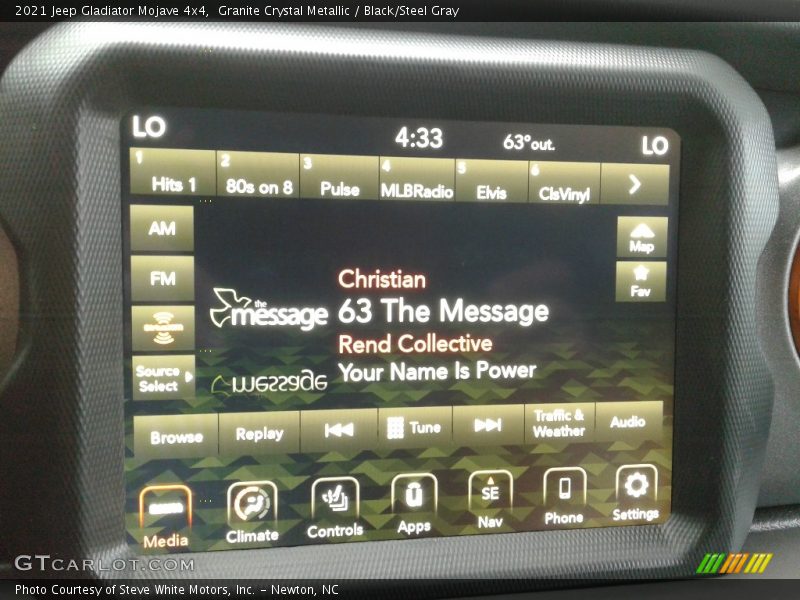 2021 Jeep Gladiator Mojave 4x4,  Granite Crystal Metallic / Black/Steel Gray
LO 4:33 63°out. LO
1 Hits 1 2 80s on 8 3 Pulse 4 MLBRadio 5 Elvis 6 ClsVinyl >
AM
Map
FM
Fav
Christian
the message 63 The Message
Rend Collective
Source Select
Your Name Is Power
Browse Replay Tune Traffic & Weather Audio
SE
Media Climate Controls Apps Nav Phone Settings
GTCARLOT.COM
Photo Courtesy of Steve White Motors, Inc. – Newton, NC